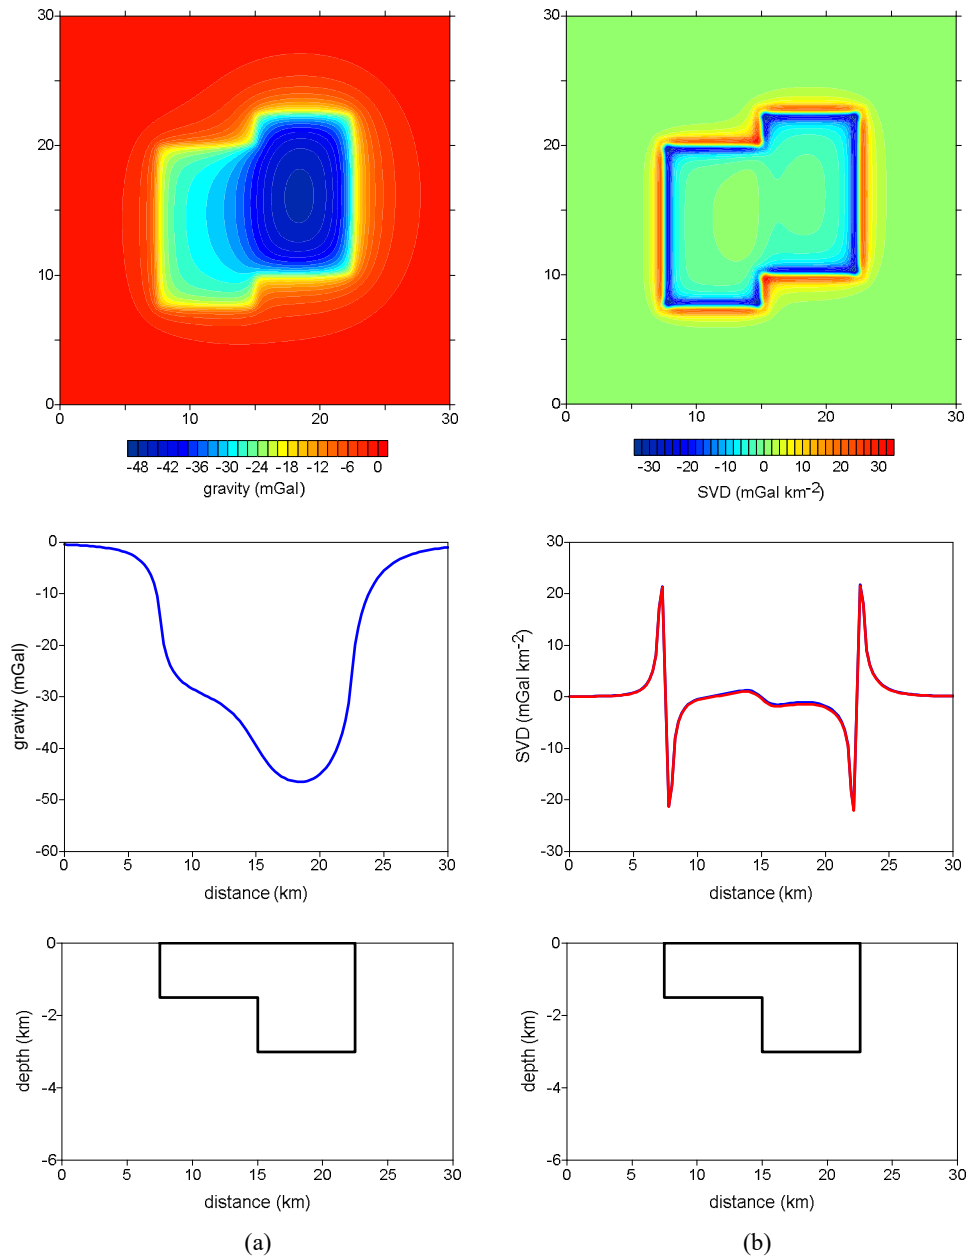 30
20
10
0
0 10 20 30
-48 -42 -36 -30 -24 -18 -12 -6 0
gravity (mGal)
30
20
10
0
0 10 20 30
-30 -20 -10 0 10 20 30
SVD (mGal km-2)
0
-10
-20
-30
-40
-50
-60
gravity (mGal)
0 5 10 15 20 25 30
distance (km)
30
20
10
0
-10
-20
-30
SVD (mGal km-2)
0 5 10 15 20 25 30
distance (km)
0
-2
-4
-6
depth (km)
0 5 10 15 20 25 30
distance (km)
0
-2
-4
-6
depth (km)
0 5 10 15 20 25 30
distance (km)
(a)
(b)